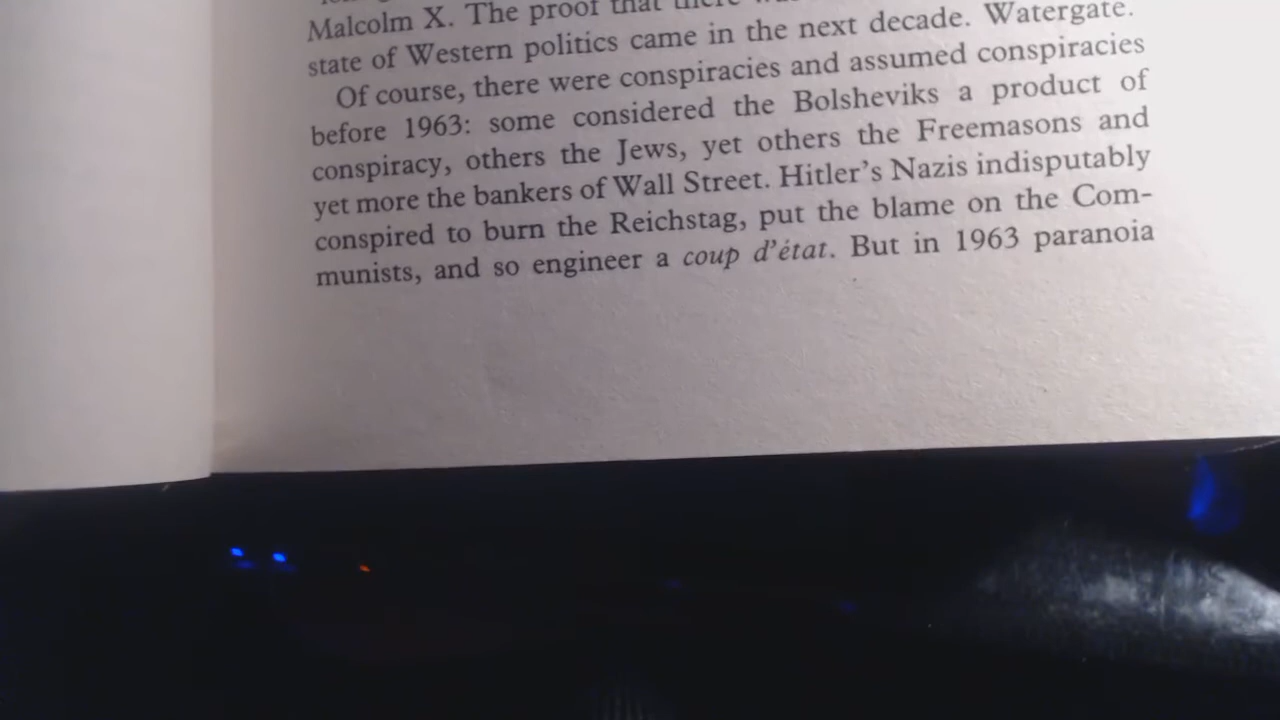 Malcolm X. The proof that there
state of Western politics came in the next decade. Watergate.
Of course, there were conspiracies and assumed conspiracies
before 1963: some considered the Bolsheviks a product of
conspiracy, others the Jews, yet others the Freemasons and
yet more the bankers of Wall Street. Hitler’s Nazis indisputably
conspired to burn the Reichstag, put the blame on the Com-
munists, and so engineer a coup d’état. But in 1963 paranoia